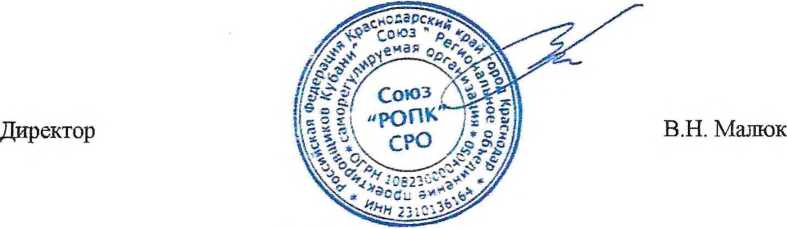 Директор
* Российская Федерация Краснодарский край город Краснодар *
Союз "Региональное объединение проектировщиков Кубани"
саморегулируемая организация
* ОГРН 1082300004050 *
ИНН 2310136164
Союз
"РОПК"
СРО
В.Н. Малюк